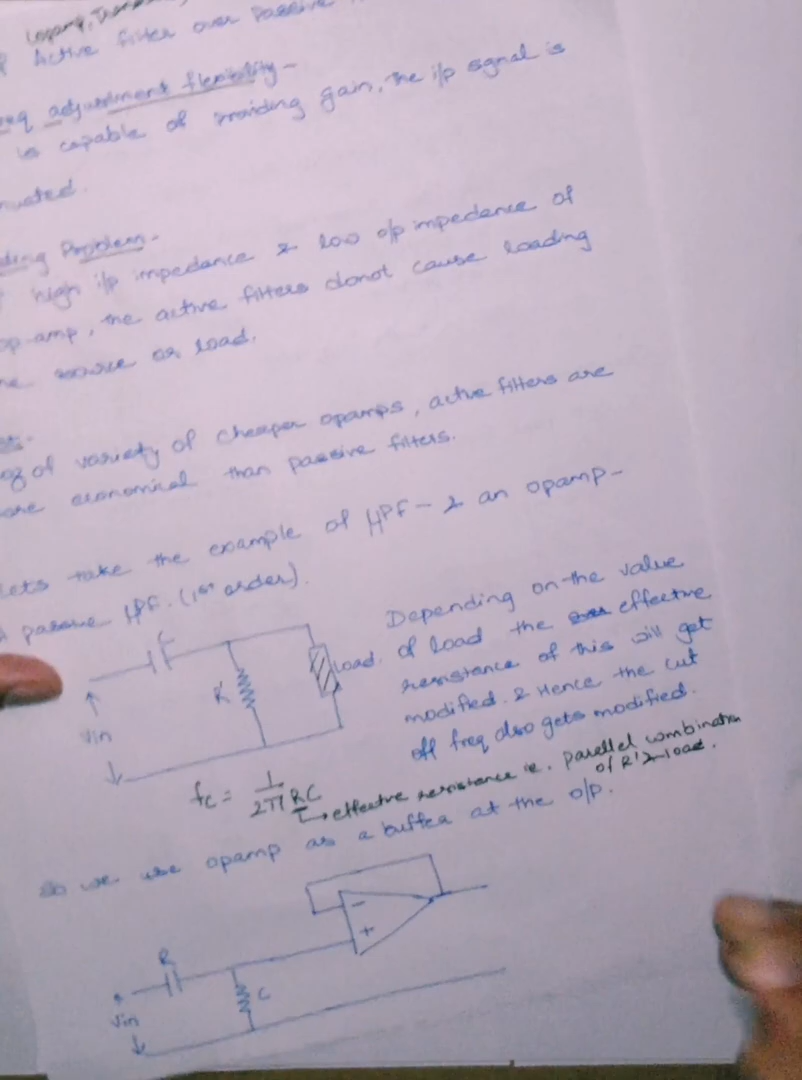 Active filter over Passive
adjustment flexibility -
is capable of providing gain, the i/p signal is
Problem -
high i/p impedance & low o/p impedance of
op-amp, the active filters donot cause loading
source or load.
of variety of cheaper opamps, active filters are
economical than passive filters.
Lets take the example of HPF - & an opamp-
passive HPF. (1st order).
Depending on the value
of load the effective
resistance of this will get
modified. & Hence the cut
off freq also gets modified.
C
R'
load.
Vin
fc = 1/2πRC
→ effective resistance ie. parellel combination
of R' & load.
So we use opamp as a buffer at the o/p.
-
+
R
C
Vin